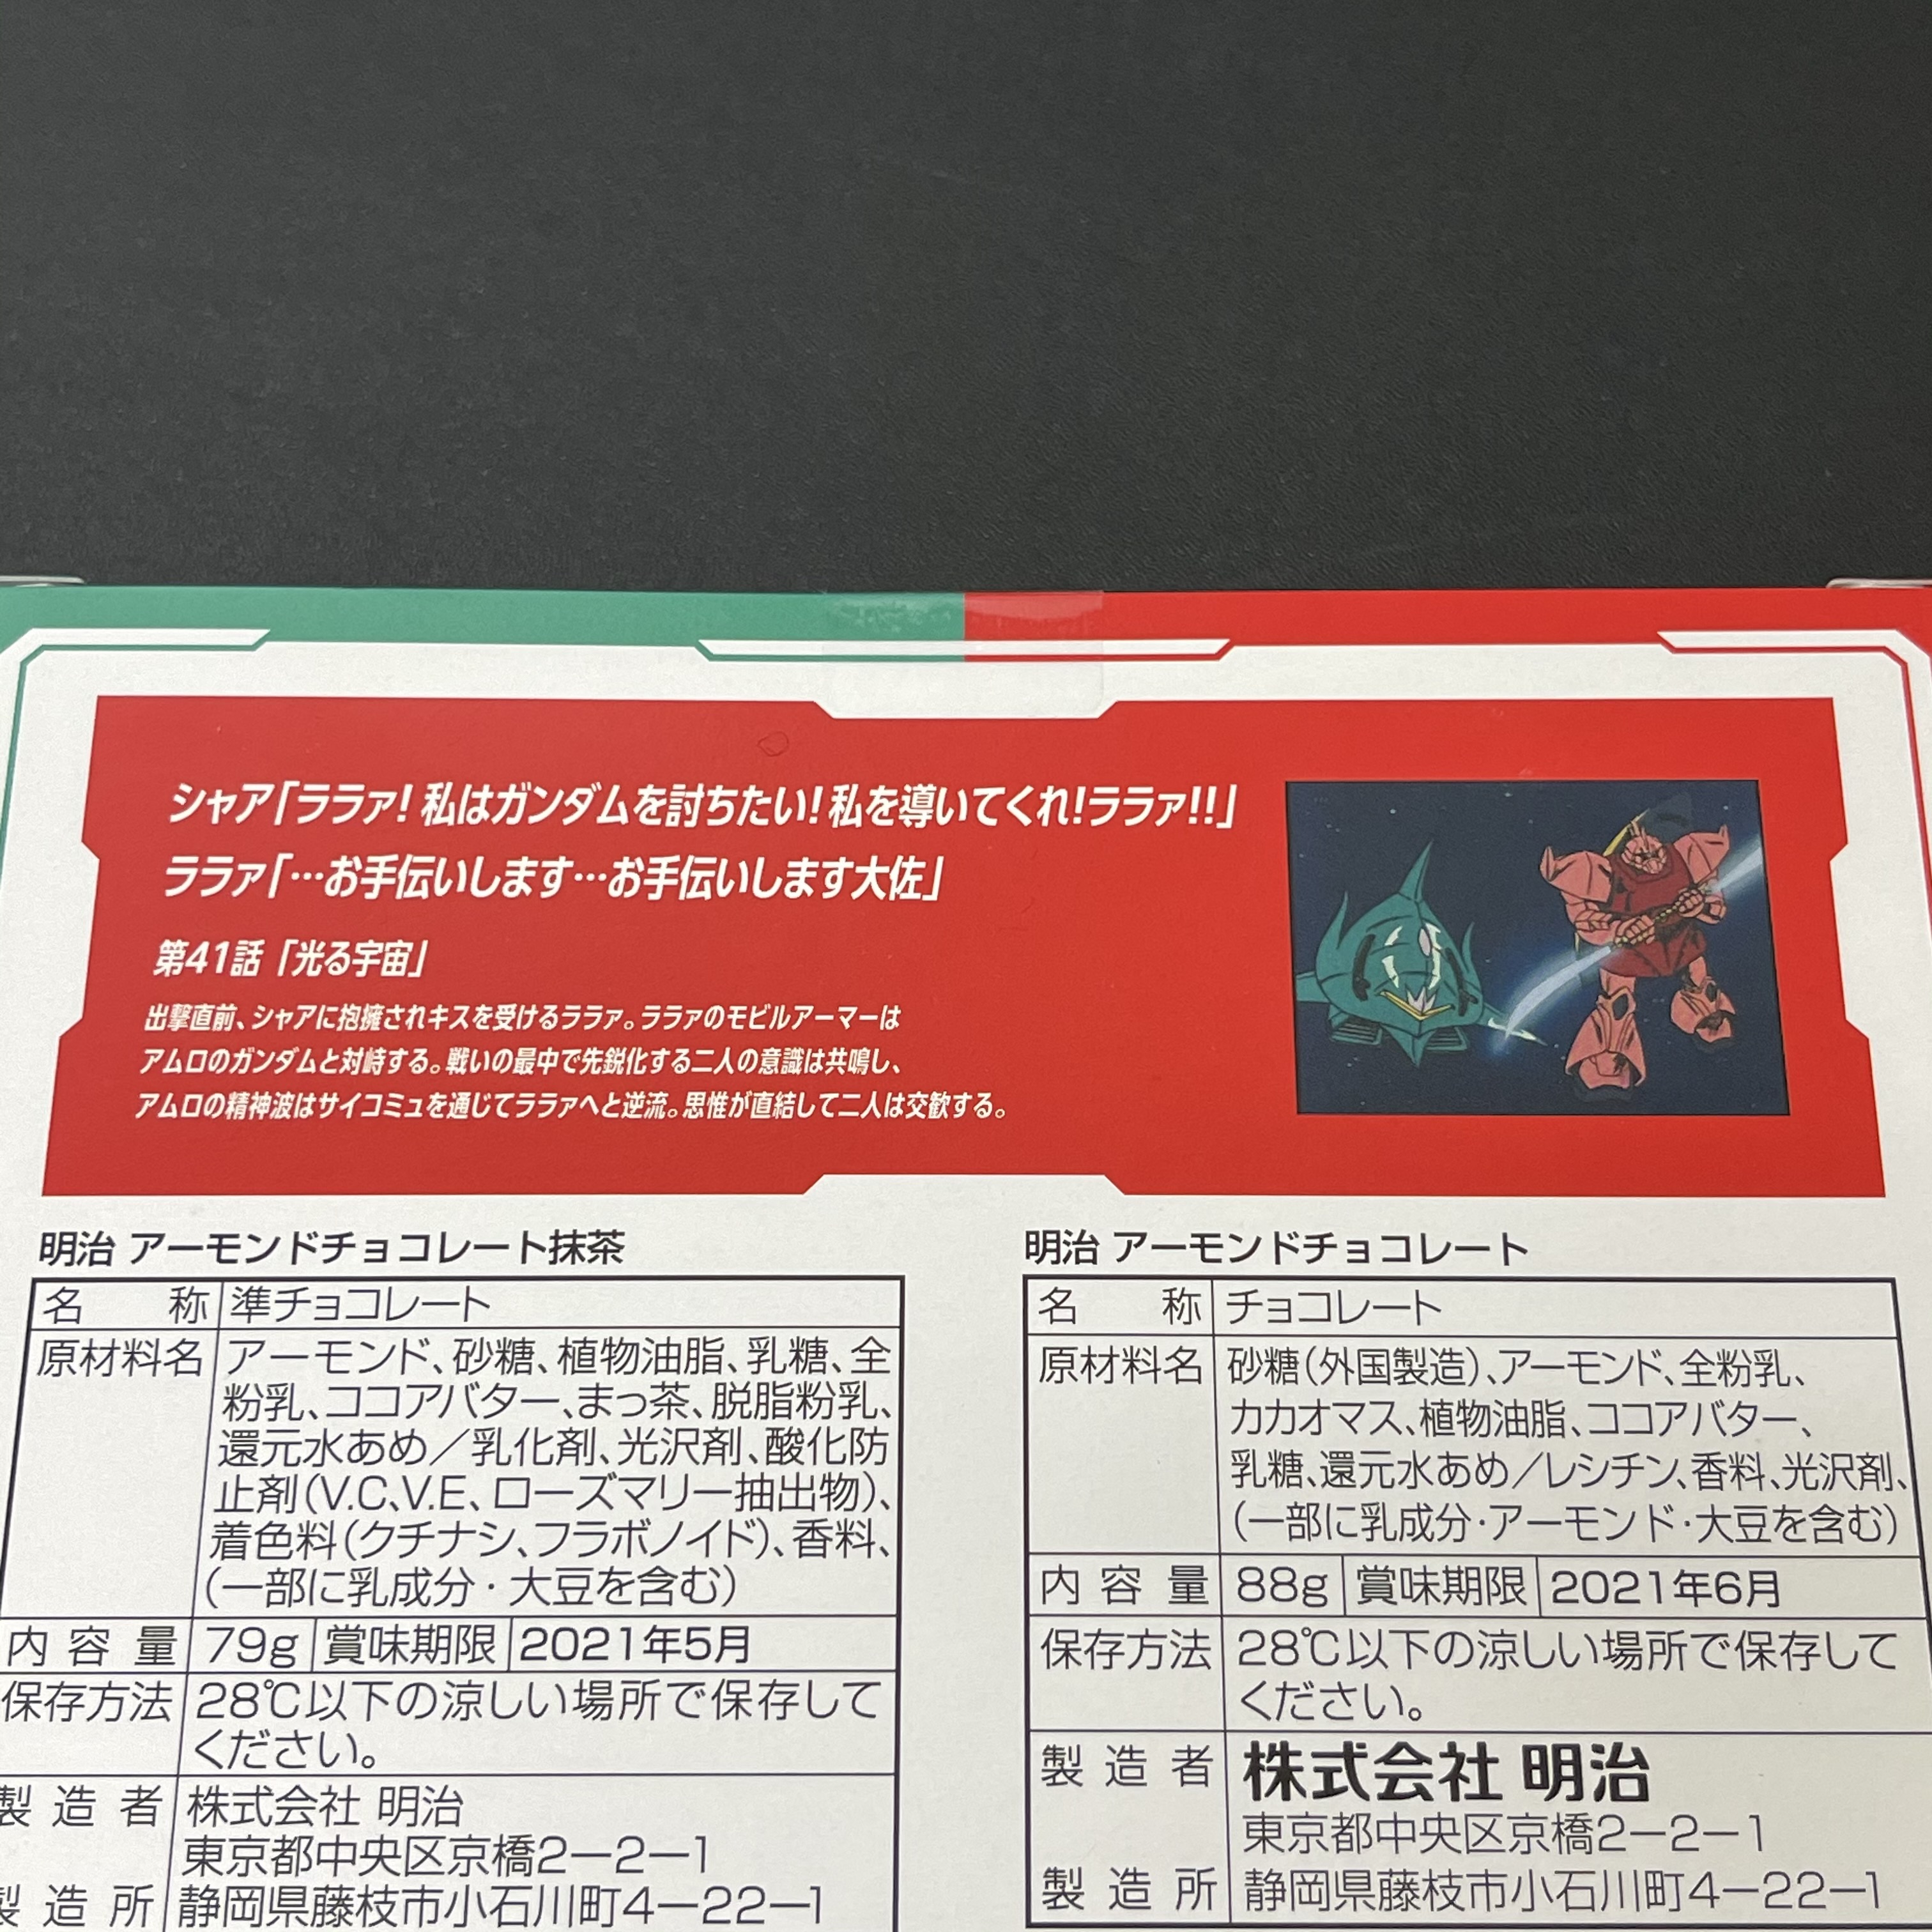 シャア「ララァ!私はガンダムを討ちたい!私を導いてくれ!ララァ!!」
ララァ「…お手伝いします…お手伝いします大佐」
第41話「光る宇宙」
出撃直前、シャアに抱擁されキスを受けるララァ。ララァのモビルアーマーは
アムロのガンダムと対峙する。戦いの最中で先鋭化する二人の意識は共鳴し、
アムロの精神波はサイコミュを通じてララァへと逆流。思惟が直結して二人は交歓する。
明治 アーモンドチョコレート抹茶
名称 準チョコレート
原材料名 アーモンド、砂糖、植物油脂、乳糖、全
粉乳、ココアバター、まっ茶、脱脂粉乳、
還元水あめ/乳化剤、光沢剤、酸化防
止剤(V.C、V.E、ローズマリー抽出物)、
着色料(クチナシ、フラボノイド)、香料、
(一部に乳成分・大豆を含む)
内容量 79g 賞味期限 2021年5月
保存方法 28℃以下の涼しい場所で保存して
ください。
製造者 株式会社 明治
東京都中央区京橋2-2-1
製造所 静岡県藤枝市小石川町4-22-1
明治 アーモンドチョコレート
名称 チョコレート
原材料名 砂糖(外国製造)、アーモンド、全粉乳、
カカオマス、植物油脂、ココアバター、
乳糖、還元水あめ/レシチン、香料、光沢剤、
(一部に乳成分・アーモンド・大豆を含む)
内容量 88g 賞味期限 2021年6月
保存方法 28℃以下の涼しい場所で保存して
ください。
製造者 株式会社 明治
東京都中央区京橋2-2-1
製造所 静岡県藤枝市小石川町4-22-1